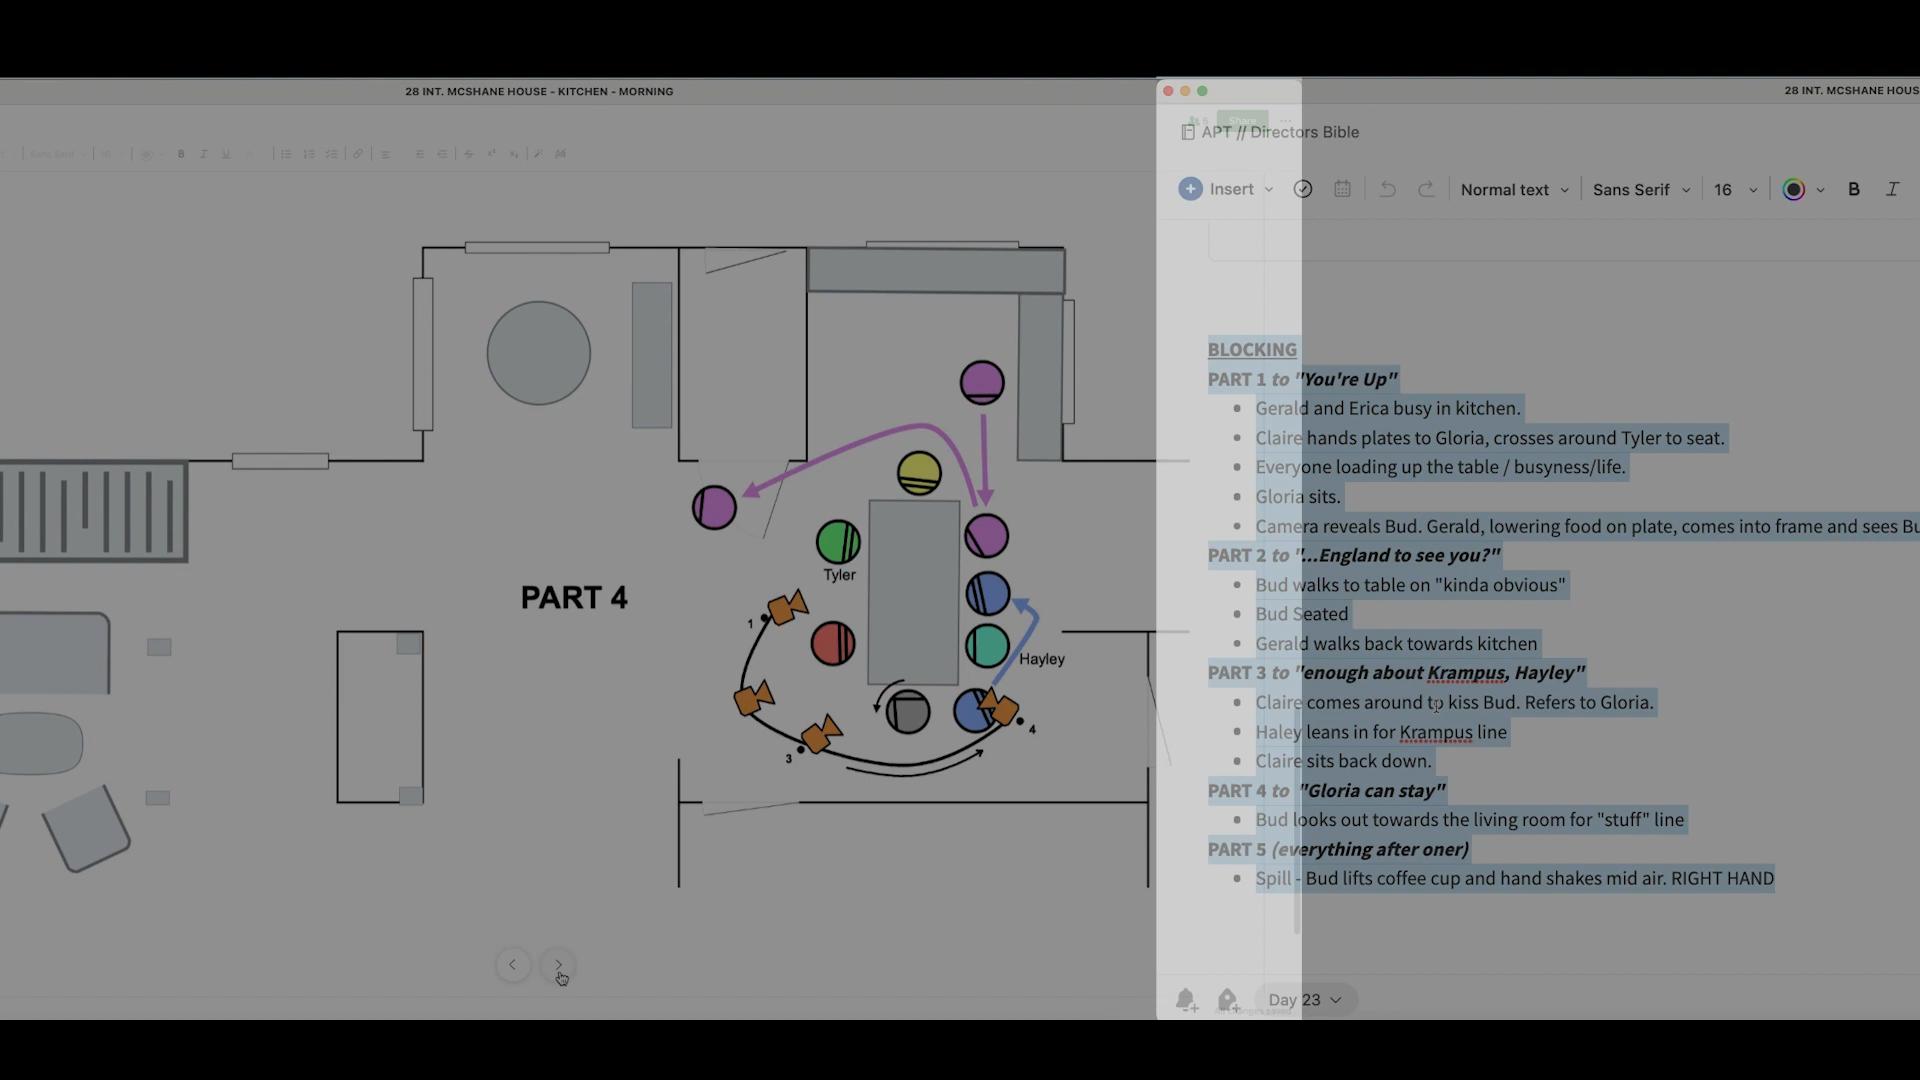 28 INT. MCSHANE HOUSE - KITCHEN - MORNING
28 INT. MCSHANE HOUS
Share
APT // Directors Bible
Sans Serif
16
B I U
Insert
Normal text
Sans Serif
16
B I
PART 4
Tyler
Hayley
1
3
4
BLOCKING
PART 1 to "You're Up"
Gerald and Erica busy in kitchen.
Claire hands plates to Gloria, crosses around Tyler to seat.
Everyone loading up the table / busyness/life.
Gloria sits.
Camera reveals Bud. Gerald, lowering food on plate, comes into frame and sees Bu
PART 2 to "...England to see you?"
Bud walks to table on "kinda obvious"
Bud Seated
Gerald walks back towards kitchen
PART 3 to "enough about Krampus, Hayley"
Claire comes around to kiss Bud. Refers to Gloria.
Haley leans in for Krampus line
Claire sits back down.
PART 4 to "Gloria can stay"
Bud looks out towards the living room for "stuff" line
PART 5 (everything after oner)
Spill - Bud lifts coffee cup and hand shakes mid air. RIGHT HAND
Day 23